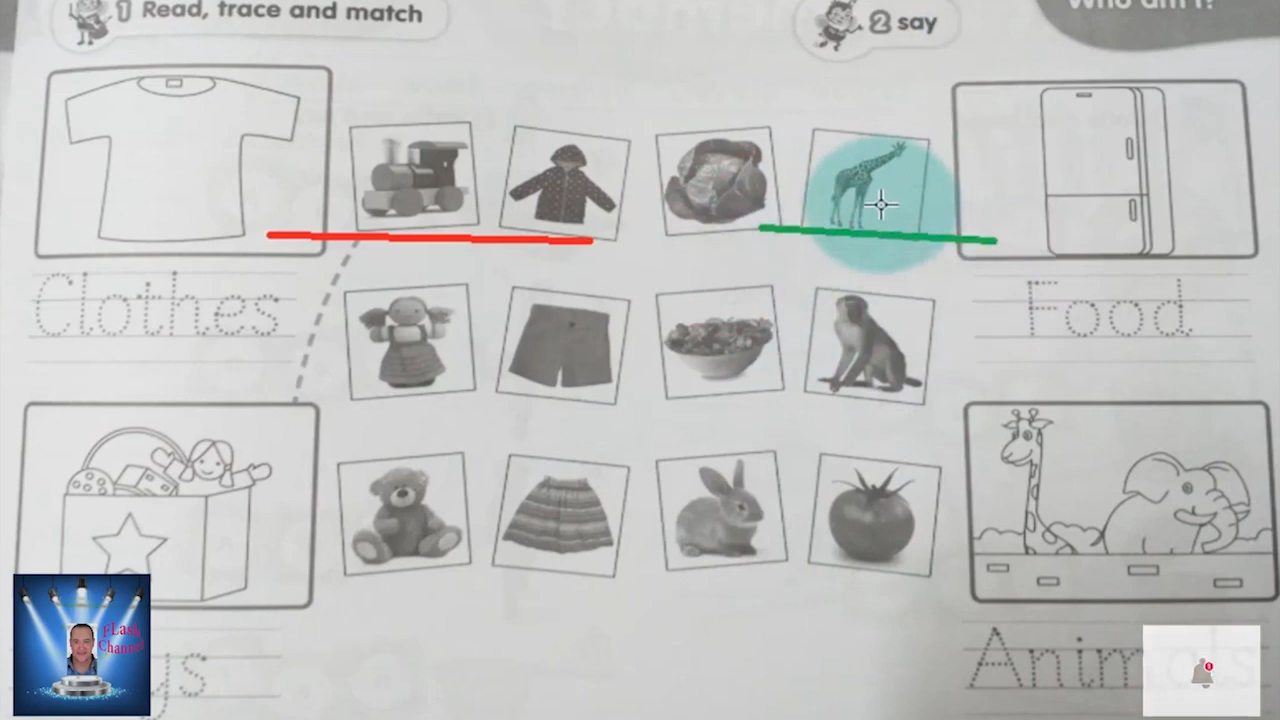 1 Read, trace and match
2 say
Who am I?
Clothes
Food
Animals
FLash
Channel